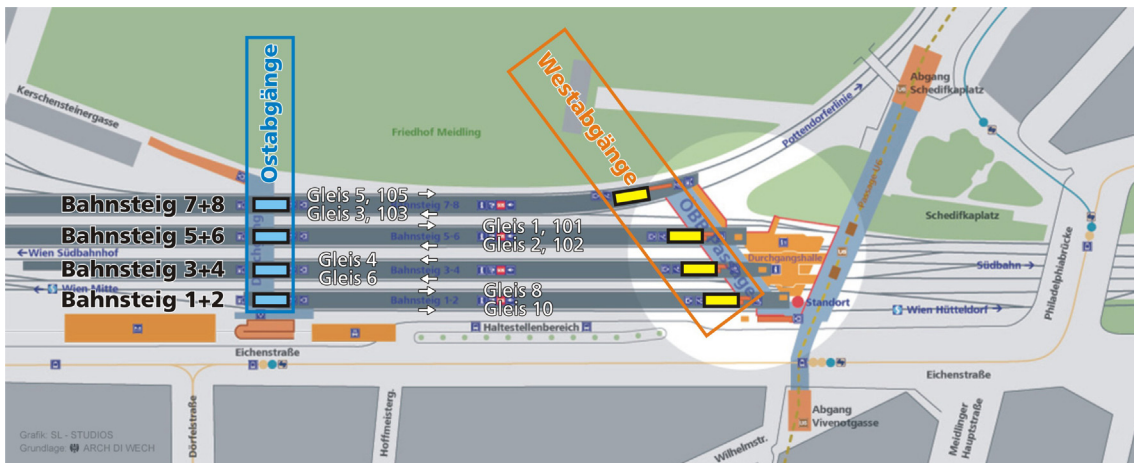 Ostabgänge
Westabgänge
Kerschensteinergasse
Friedhof Meidling
Pottendorferlinie →
Abgang
Schedifkaplatz
Passage U6
Schedifkaplatz
Philadelphiabrücke
Bahnsteig 7+8
Gleis 5, 105 →
Gleis 3, 103 ←
Bahnsteig 7-8
Bahnsteig 5+6
Gleis 1, 101
Gleis 2, 102
Bahnsteig 5-6
←Wien Südbahnhof
Bahnsteig 3+4
Gleis 4
Gleis 6
Bahnsteig 3-4
Passage
Durchgangshalle
Südbahn→
← Wien Mitte
Bahnsteig 1+2
Gleis 8
Gleis 10
Bahnsteig 1-2
Standort
Wien Hütteldorf →
Haltestellenbereich
Eichenstraße
Eichenstraße
Dörfelstraße
Hoffmeisterg.
Wilhelmstr.
Abgang
Vivenotgasse
Meidlinger
Hauptstraße
Grafik: SL - STUDIOS
Grundlage: ARCH DI WECH